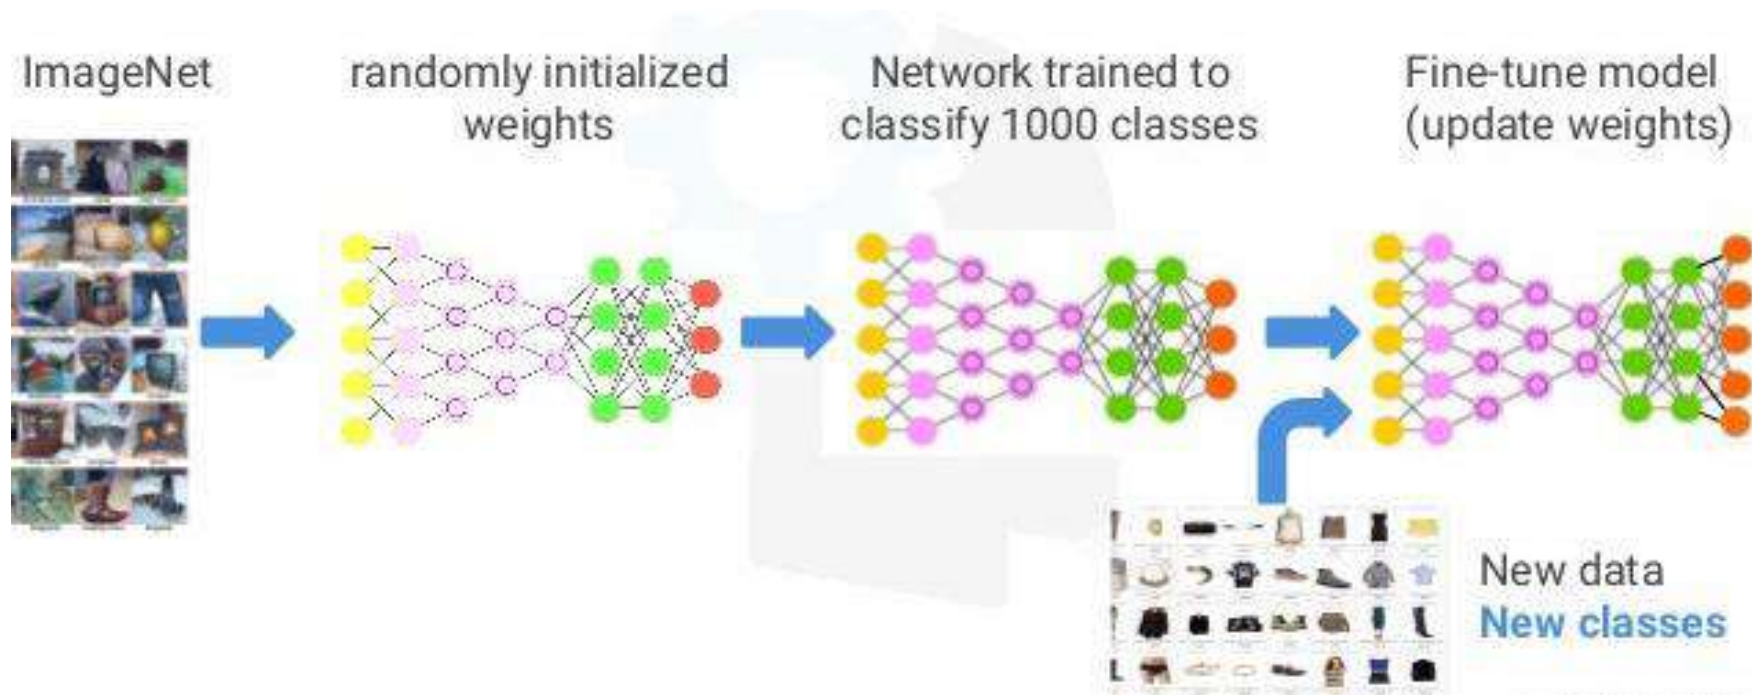 ImageNet
randomly initialized
weights
Network trained to
classify 1000 classes
Fine-tune model
(update weights)
New data
New classes